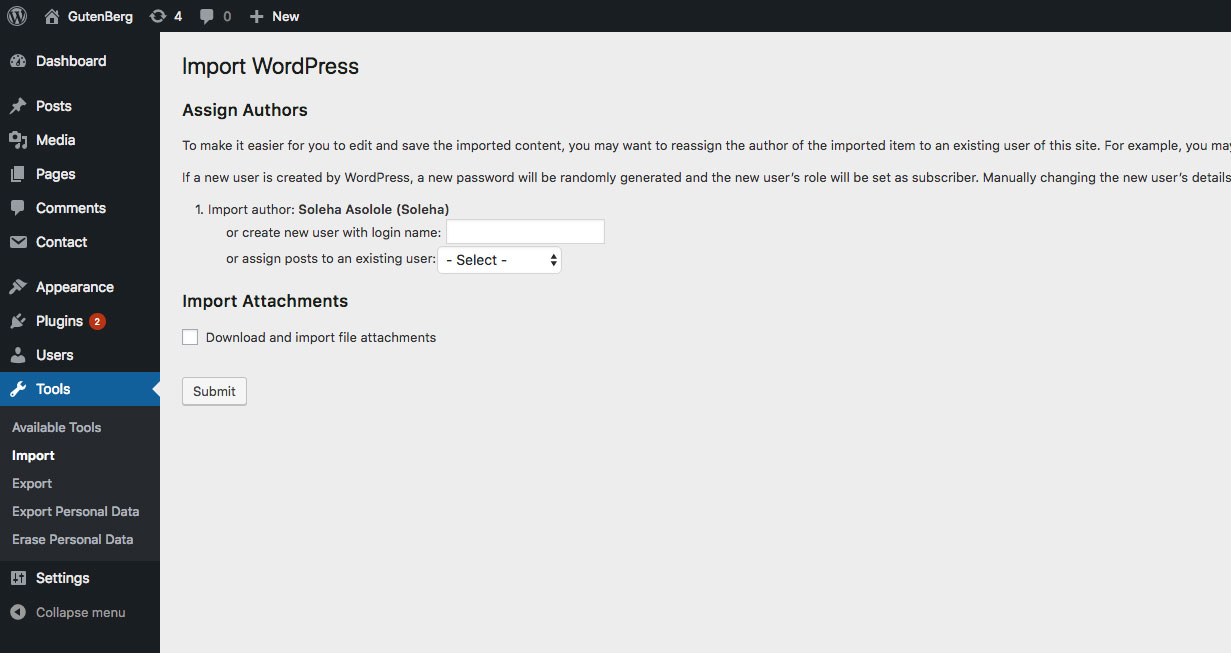 GutenBerg 4 0 New
Dashboard
Posts
Media
Pages
Comments
Contact
Appearance
Plugins 2
Users
Tools
Available Tools
Import
Export
Export Personal Data
Erase Personal Data
Settings
Collapse menu
Import WordPress
Assign Authors
To make it easier for you to edit and save the imported content, you may want to reassign the author of the imported item to an existing user of this site. For example, you may
If a new user is created by WordPress, a new password will be randomly generated and the new user’s role will be set as subscriber. Manually changing the new user’s details
1. Import author: Soleha Asolole (Soleha)
or create new user with login name:
or assign posts to an existing user: - Select -
Import Attachments
Download and import file attachments
Submit